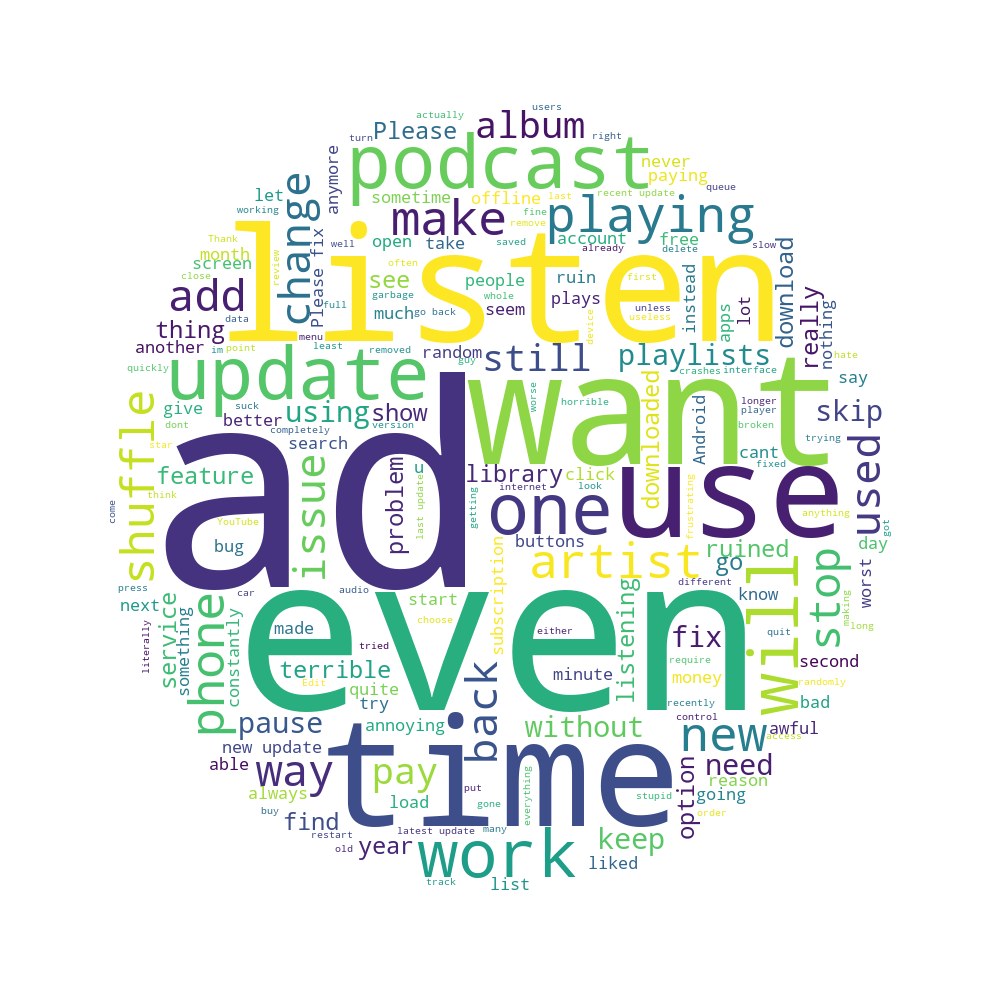 users
actually
Please
album
turn
right
podcast
anymore
never
paying
queue
let
change
sometime
offline
last
recent update
working
make
fine
remove
playing
Thank
month
Please fix
well
open
take
saved
account
free
already
delete
slow
screen
review
listen
see
often
people
ruin
first
instead
download
close
add
data
full
garbage
whole
much
go back
seem
plays
unless
useless
device
apps
lot
really
nothing
hate
thing
menu
another
im
point
least
removed
random
guy
still
playlists
crashes
interface
say
quickly
update
want
give
suck
using
show
worse
horrible
downloaded
Android
longer
player
skip
dont
better
completely
version
broken
trying
shuffle
star
feature
search
ad
library
click
cant
fixed
used
think
issue
problem
u
last updated
internet
getting
look
one
use
frustrating
anything
come
YouTube
bug
buttons
artist
ruined
day
got
press
car
audio
subscription
different
go
worst
next
phone
service
something
constantly
start
even
listening
know
stop
making
long
literally
made
choose
tried
either
fix
will
quit
second
terrible
minute
require
money
randomly
Edit
quite
try
back
recently
bad
pause
annoying
without
control
new
awful
access
new update
able
way
time
need
reason
always
pay
put
load
gone
everything
stupid
going
option
order
buy
find
restart
latest update
many
old
year
work
keep
liked
track
list